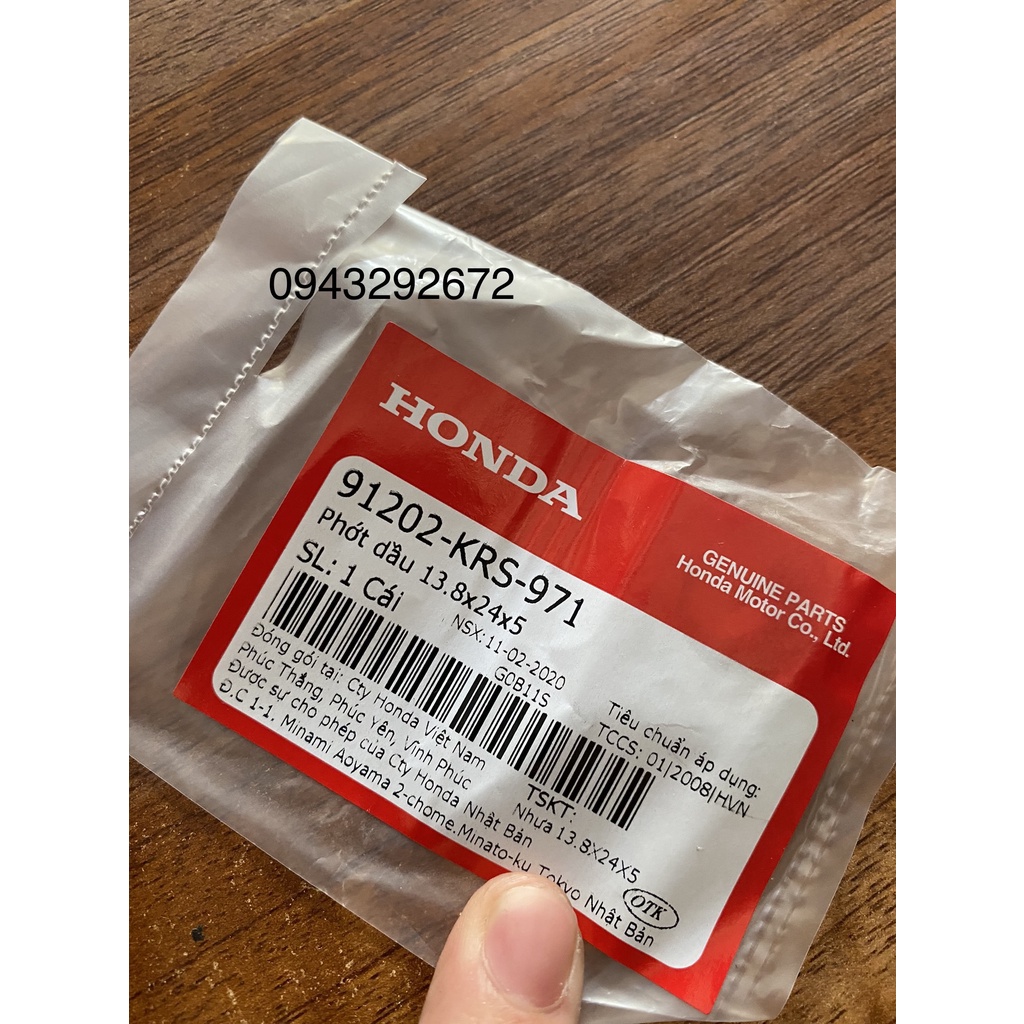 0943292672
HONDA
GENUINE PARTS
Honda Motor Co., Ltd.
91202-KRS-971
Phớt dầu 13.8x24x5
SL: 1 Cái
NSX:11-02-2020
G0B11S
Tiêu chuẩn áp dụng:
TCCS: 01|2008|HVN
Đóng gói tại: Cty Honda Việt Nam
Phúc Thắng, Phúc Yên, Vĩnh Phúc
Được sự cho phép của Cty Honda Nhật Bản
Đ.C 1-1, Minami Aoyama 2-chome.Minato-ku Tokyo Nhật Bản
TSKT:
Nhưa 13.8X24X5
OTK